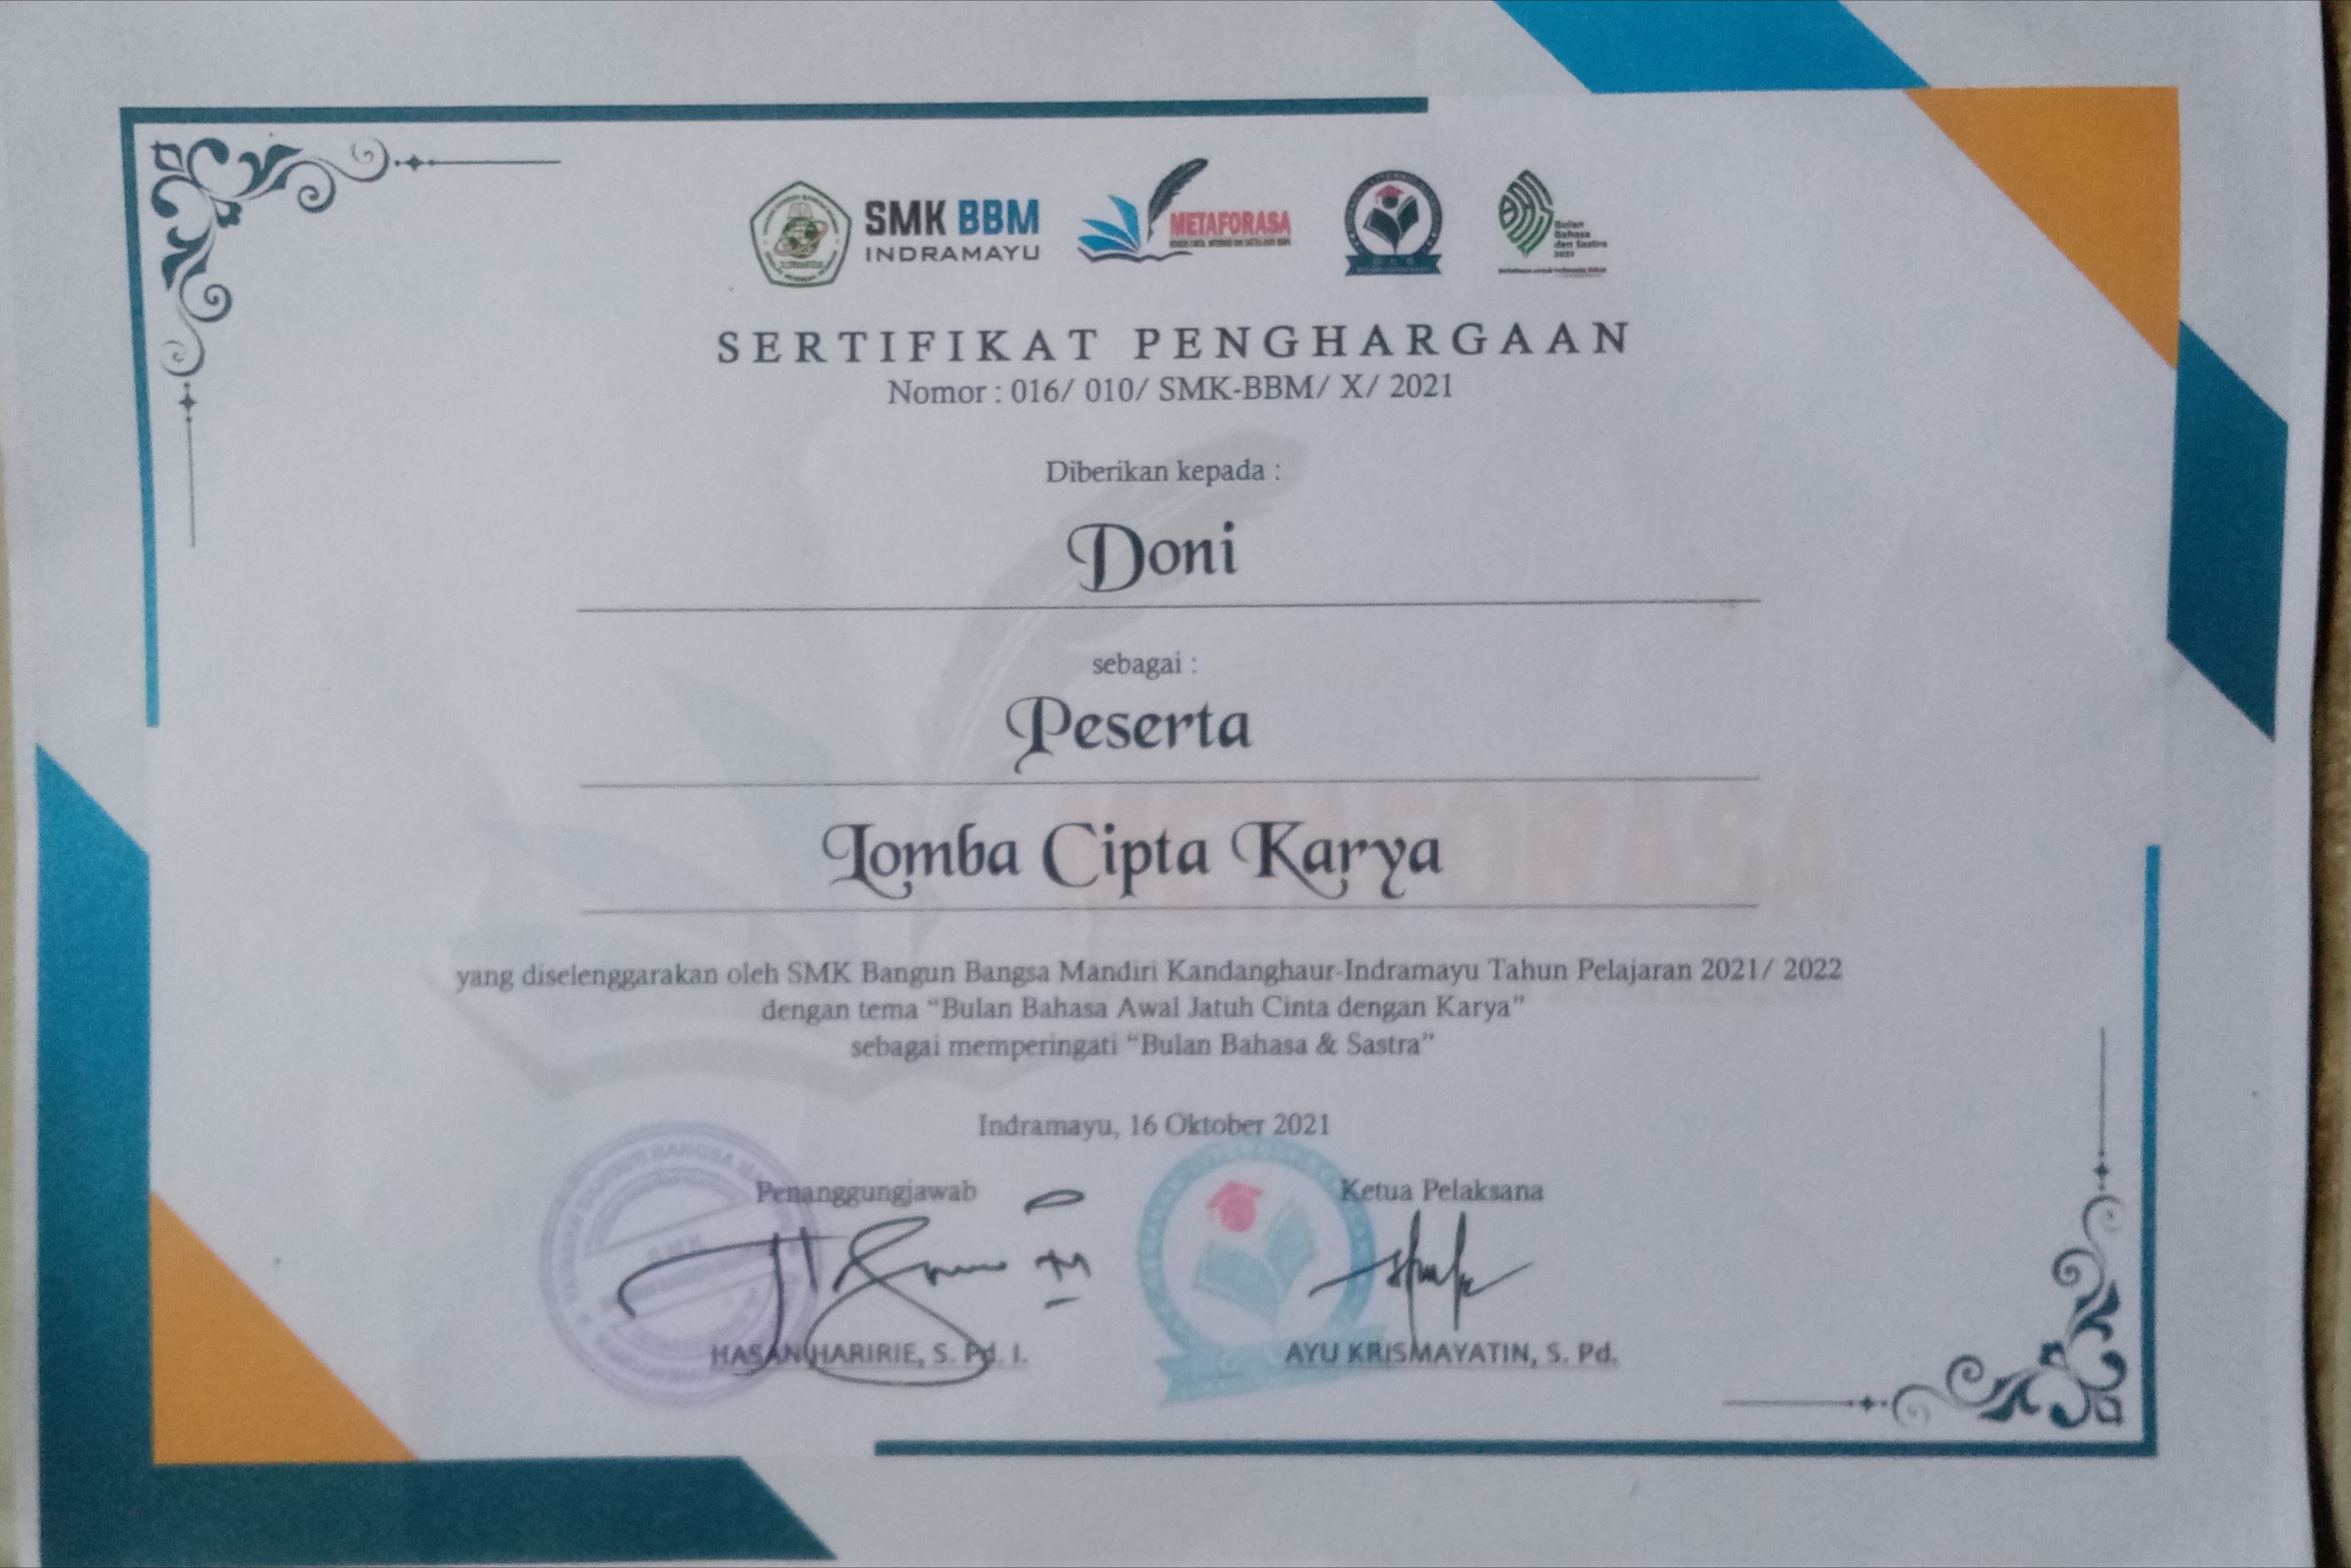 SMK BBM
INDRAMAYU
METAFORASA
Bulan
Bahasa
dan Sastra
2021
SERTIFIKAT PENGHARGAAN
Nomor : 016/ 010/ SMK-BBM/ X/ 2021
Diberikan kepada :
Doni
sebagai :
Peserta
Lomba Cipta Karya
yang diselenggarakan oleh SMK Bangun Bangsa Mandiri Kandanghaur-Indramayu Tahun Pelajaran 2021/ 2022
dengan tema “Bulan Bahasa Awal Jatuh Cinta dengan Karya”
sebagai memperingati “Bulan Bahasa & Sastra”
Indramayu, 16 Oktober 2021
Penanggungjawab
Ketua Pelaksana
HASAN HARIRIE, S. Pd. I.
AYU KRISMAYATIN, S. Pd.